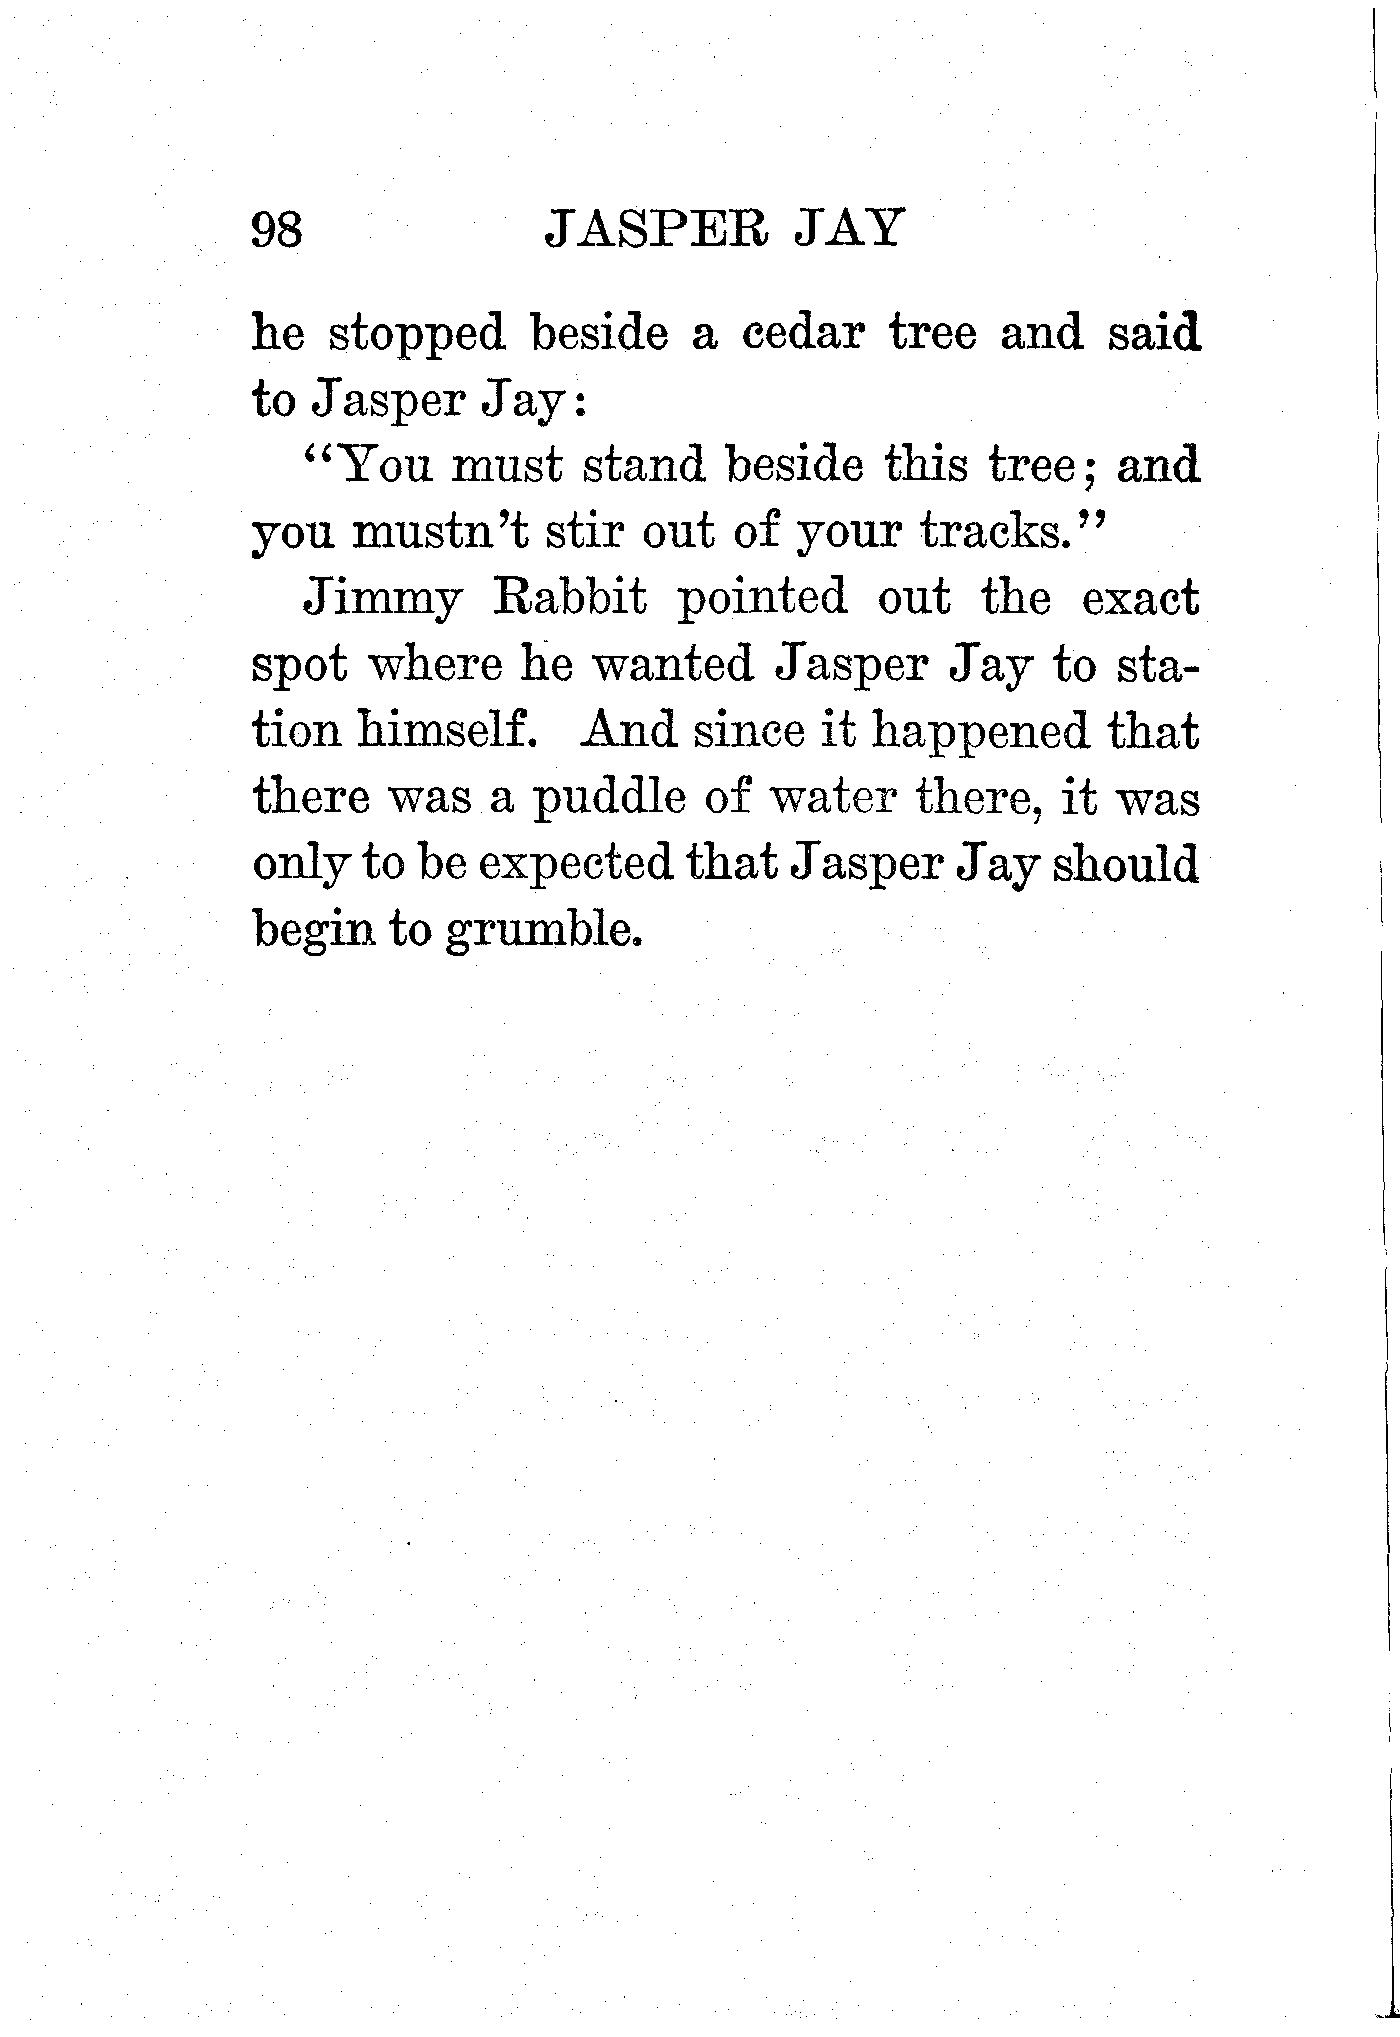 98 JASPER JAY
he stopped beside a cedar tree and said
to Jasper Jay:
“You must stand beside this tree; and
you mustn’t stir out of your tracks.”
Jimmy Rabbit pointed out the exact
spot where he wanted Jasper Jay to sta-
tion himself. And since it happened that
there was a puddle of water there, it was
only to be expected that Jasper Jay should
begin to grumble.